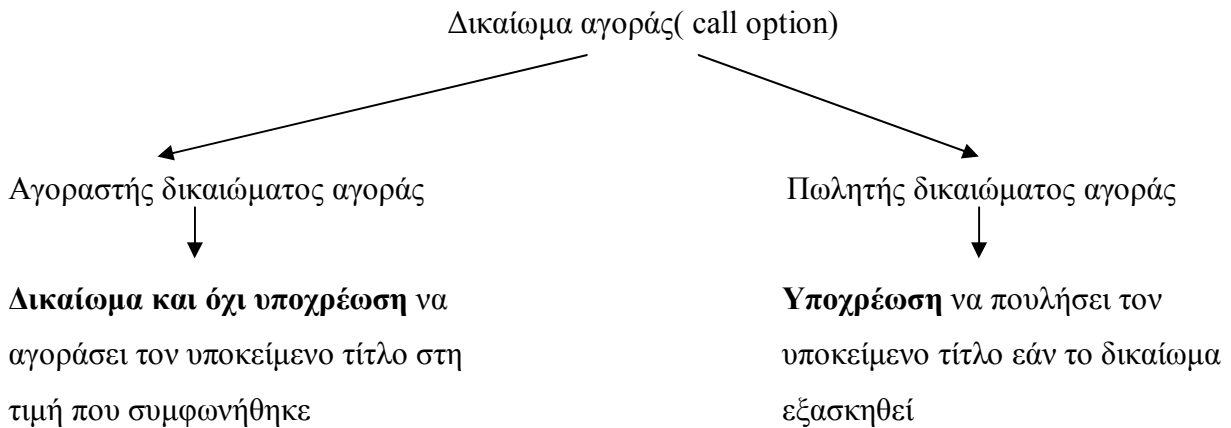 Δικαίωμα αγοράς( call option)
Αγοραστής δικαιώματος αγοράς
Πωλητής δικαιώματος αγοράς
Δικαίωμα και όχι υποχρέωση να
αγοράσει τον υποκείμενο τίτλο στη
τιμή που συμφωνήθηκε
Υποχρέωση να πουλήσει τον
υποκείμενο τίτλο εάν το δικαίωμα
εξασκηθεί